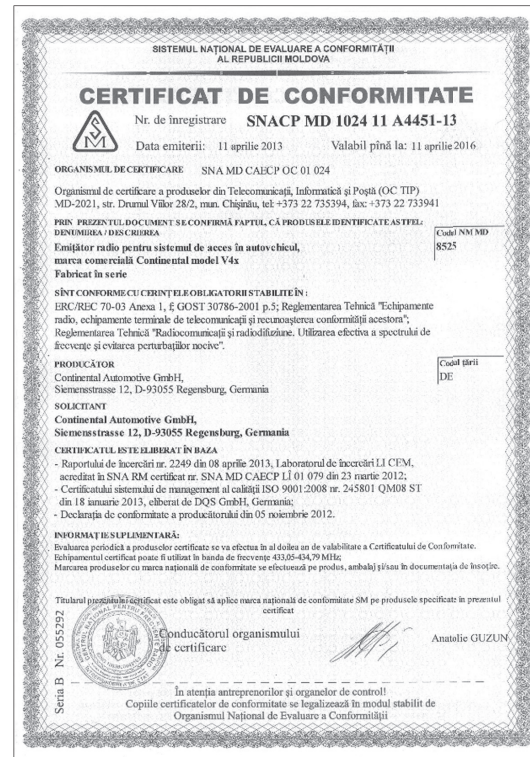 SISTEMUL NAȚIONAL DE EVALUARE A CONFORMITĂȚII
AL REPUBLICII MOLDOVA
CERTIFICAT DE CONFORMITATE
SM
Nr. de înregistrare SNACP MD 1024 11 A4451-13
Data emiterii: 11 aprilie 2013 Valabil pînă la: 11 aprilie 2016
ORGANISMUL DE CERTIFICARE SNA MD CAECP OC 01 024
Organismul de certificare a produselor din Telecomunicații, Informatică și Poștă (OC TIP)
MD-2021, str. Drumul Viilor 28/2, mun. Chișinău, tel: +373 22 735394, fax: +373 22 733941
PRIN PREZENTUL DOCUMENT SE CONFIRMĂ FAPTUL, CĂ PRODUSELE IDENTIFICATE ASTFEL:
DENUMIREA / DESCRIEREA
Codul NM MD
8525
Emițător radio pentru sistemul de acces în autovehicul,
marca comercială Continental model V4x
Fabricat în serie
SÎNT CONFORME CU CERINȚELE OBLIGATORII STABILITE ÎN :
ERC/REC 70-03 Anexa 1, f; GOST 30786-2001 p.5; Reglementarea Tehnică "Echipamente
radio, echipamente terminale de telecomunicații și recunoașterea conformității acestora";
Reglementarea Tehnică "Radiocomunicații și radiodifuziune. Utilizarea efectiva a spectrului de
frecvențe și evitarea perturbațiilor nocive".
PRODUCĂTOR
Codul țării
DE
Continental Automotive GmbH,
Siemensstrasse 12, D-93055 Regensburg, Germania
SOLICITANT
Continental Automotive GmbH,
Siemensstrasse 12, D-93055 Regensburg, Germania
CERTIFICATUL ESTE ELIBERAT ÎN BAZA
- Raportului de încercări nr. 2249 din 08 aprilie 2013, Laboratorul de încercări LI CEM,
acreditat în SNA RM certificat nr. SNA MD CAECP LÎ 01 079 din 23 martie 2012;
- Certificatului sistemului de management al calității ISO 9001:2008 nr. 245801 QM08 ST
din 18 ianuarie 2013, eliberat de DQS GmbH, Germania;
- Declarația de conformitate a producătorului din 05 noiembrie 2012.
INFORMAȚIE SUPLIMENTARĂ:
Evaluarea periodică a produselor certificate se va efectua în al doilea an de valabilitate a Certificatului de Conformitate.
Echipamentul certificat poate fi utilizat în banda de frecvențe 433,05-434,79 MHz;
Marcarea produselor cu marca națională de conformitate se efectuează pe produs, ambalaj și/sau în documentația de însoțire.
Titularul prezentului certificat este obligat să aplice marca națională de conformitate SM pe produsele specificate în prezentul
certificat
Conducătorul organismului
de certificare
Anatolie GUZUN
Seria B Nr. 055292
În atenția antreprenorilor și organelor de control!
Copiile certificatelor de conformitate se legalizează în modul stabilit de
Organismul Național de Evaluare a Conformității